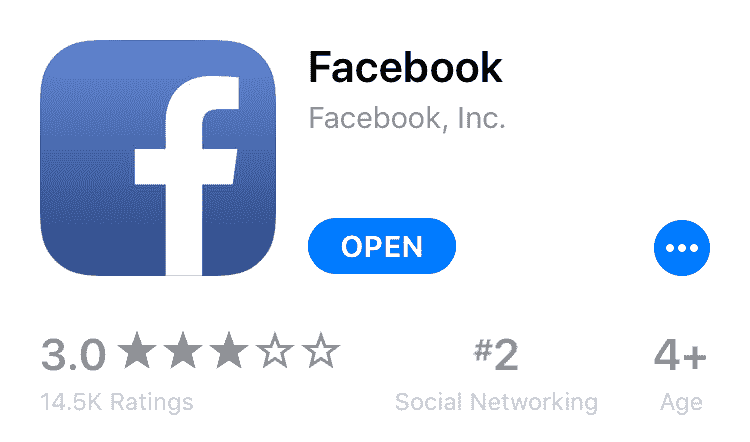 Facebook
Facebook, Inc.
OPEN
3.0 ★★★☆☆ #2 4+
14.5K Ratings Social Networking Age